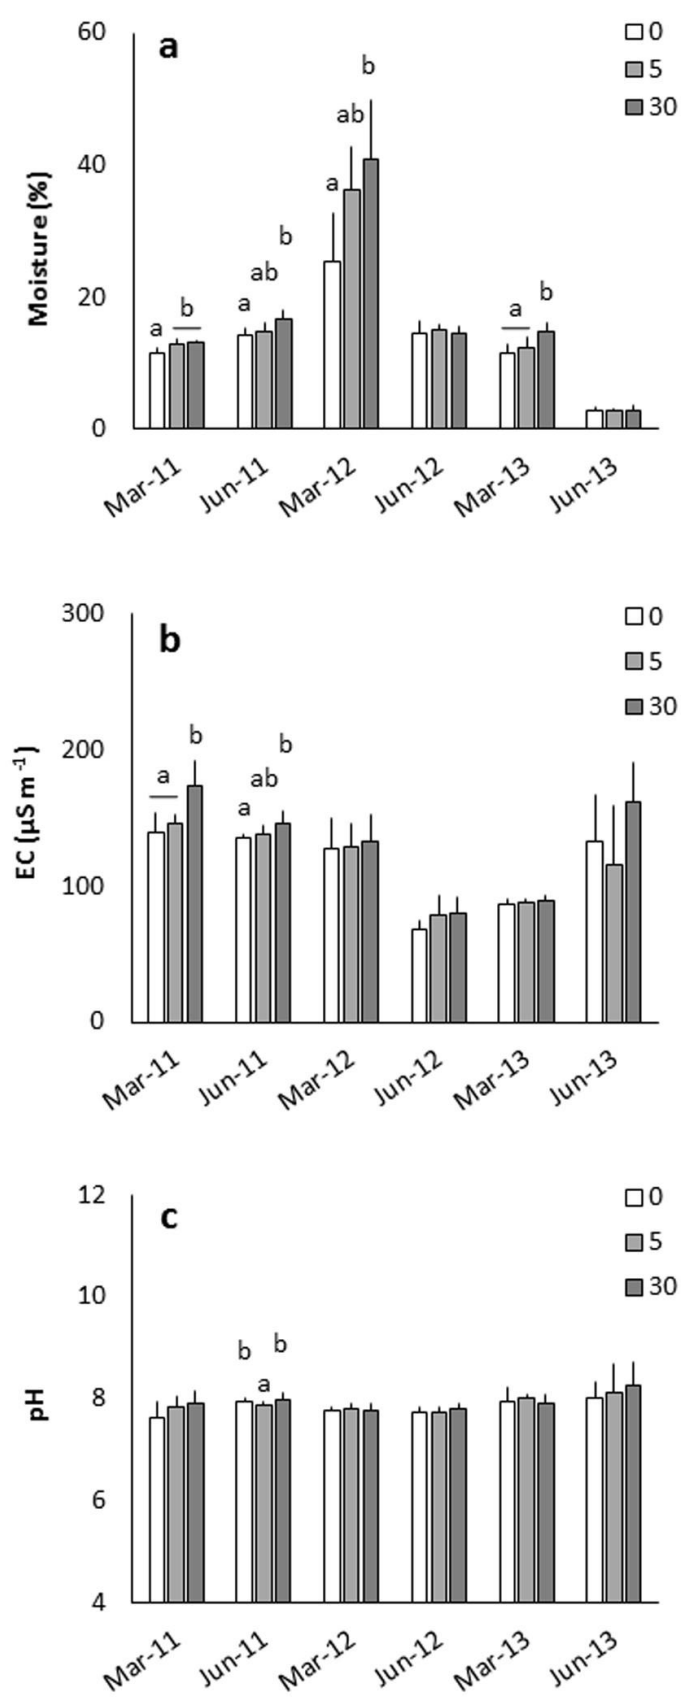 60
a
0
5
30
b
ab
40
a
Moisture (%)
b
ab
20
b
a
a
b
a
0
Mar-11
Jun-11
Mar-12
Jun-12
Mar-13
Jun-13
300
b
0
5
30
200
b
b
a
ab
a
EC (µS m⁻¹)
100
0
Mar-11
Jun-11
Mar-12
Jun-12
Mar-13
Jun-13
12
c
0
5
30
10
b
b
a
8
pH
6
4
Mar-11
Jun-11
Mar-12
Jun-12
Mar-13
Jun-13